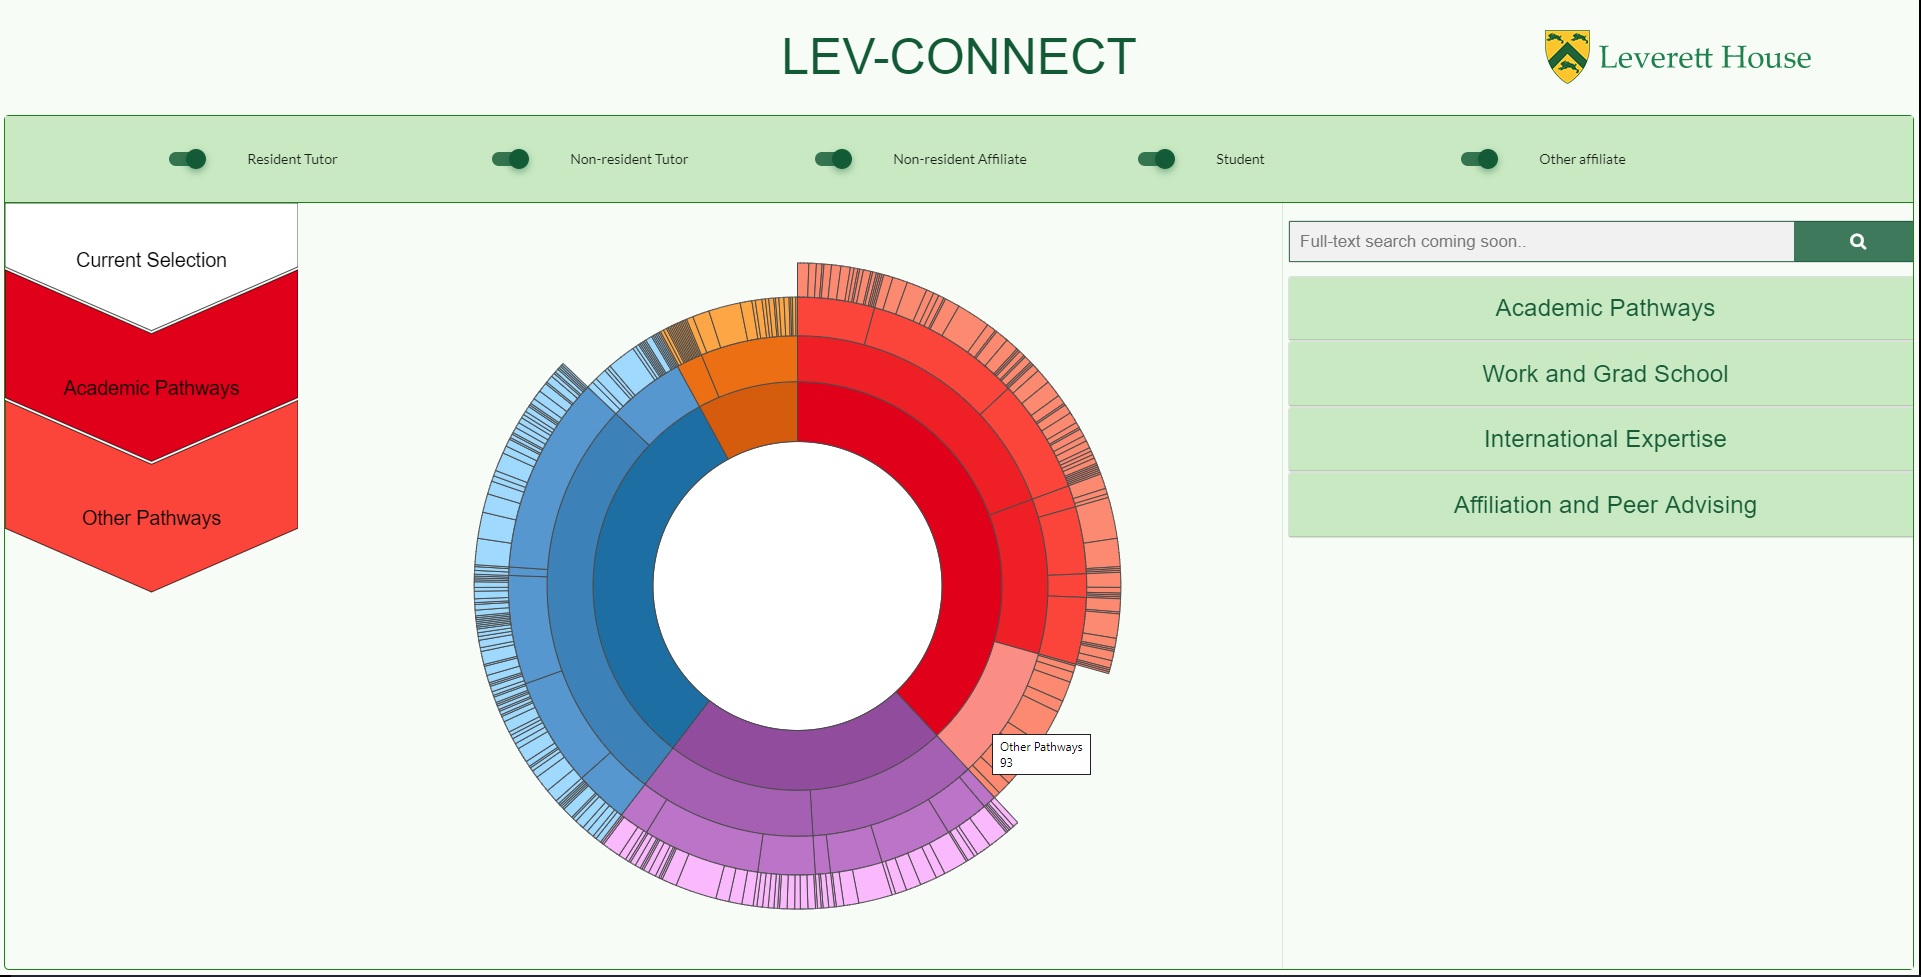 LEV-CONNECT
Leverett House
Resident Tutor
Non-resident Tutor
Non-resident Affiliate
Student
Other affiliate
Current Selection
Academic Pathways
Other Pathways
Other Pathways
93
Full-text search coming soon..
Academic Pathways
Work and Grad School
International Expertise
Affiliation and Peer Advising